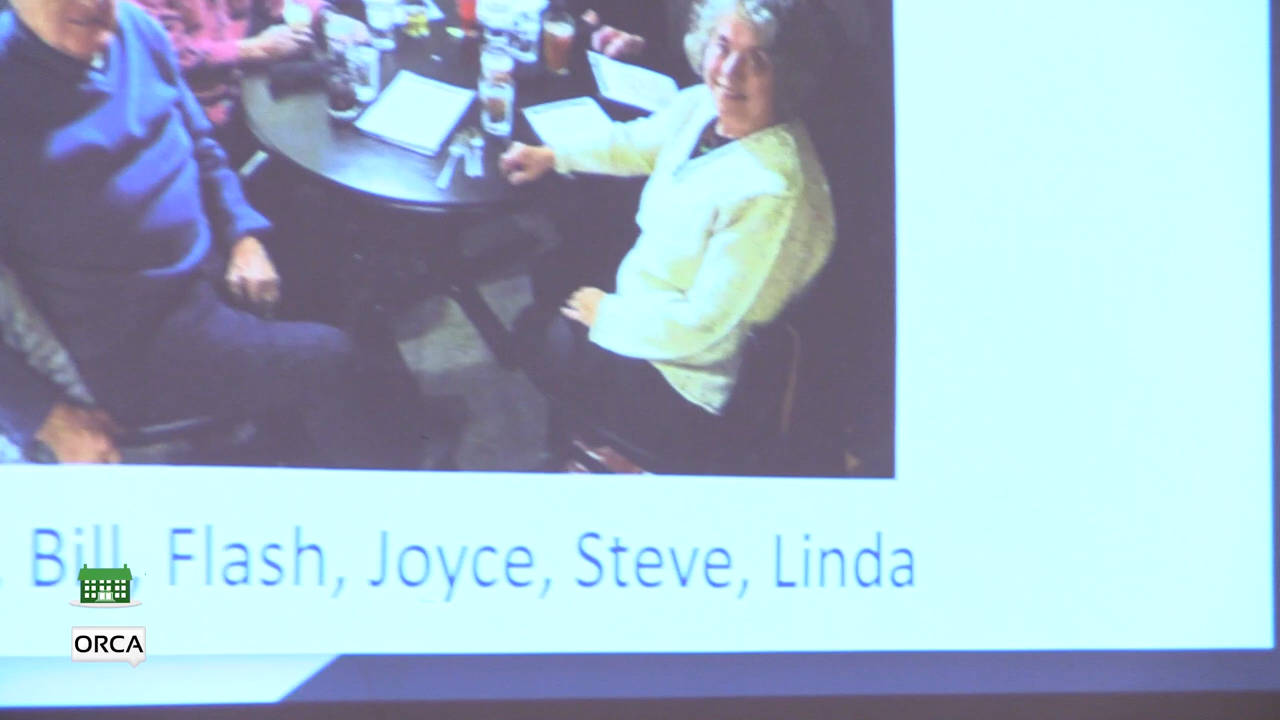 , Bill, Flash, Joyce, Steve, Linda
ORCA